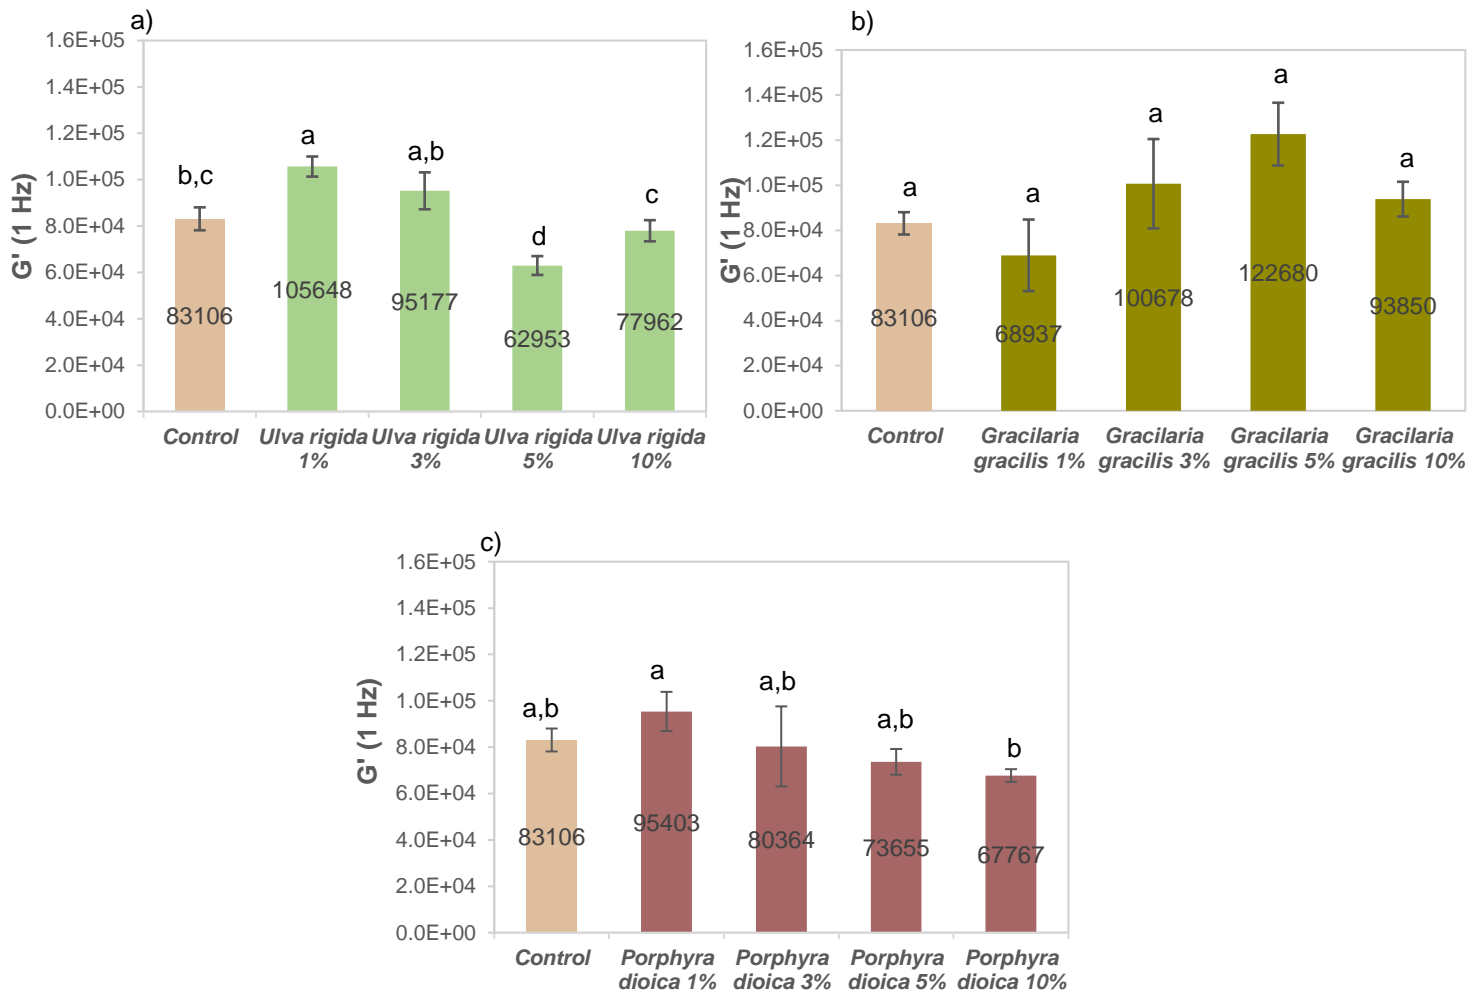 a)
1.6E+05
1.4E+05
1.2E+05
1.0E+05
8.0E+04
6.0E+04
4.0E+04
2.0E+04
0.0E+00
G' (1 Hz)
b,c
a
a,b
d
c
83106
105648
95177
62953
77962
Control
Ulva rigida 1%
Ulva rigida 3%
Ulva rigida 5%
Ulva rigida 10%
b)
1.6E+05
1.4E+05
1.2E+05
1.0E+05
8.0E+04
6.0E+04
4.0E+04
2.0E+04
0.0E+00
G' (1 Hz)
a
a
a
a
a
83106
68937
100678
122680
93850
Control
Gracilaria gracilis 1%
Gracilaria gracilis 3%
Gracilaria gracilis 5%
Gracilaria gracilis 10%
c)
1.6E+05
1.4E+05
1.2E+05
1.0E+05
8.0E+04
6.0E+04
4.0E+04
2.0E+04
0.0E+00
G' (1 Hz)
a,b
a
a,b
a,b
b
83106
95403
80364
73655
67767
Control
Porphyra dioica 1%
Porphyra dioica 3%
Porphyra dioica 5%
Porphyra dioica 10%